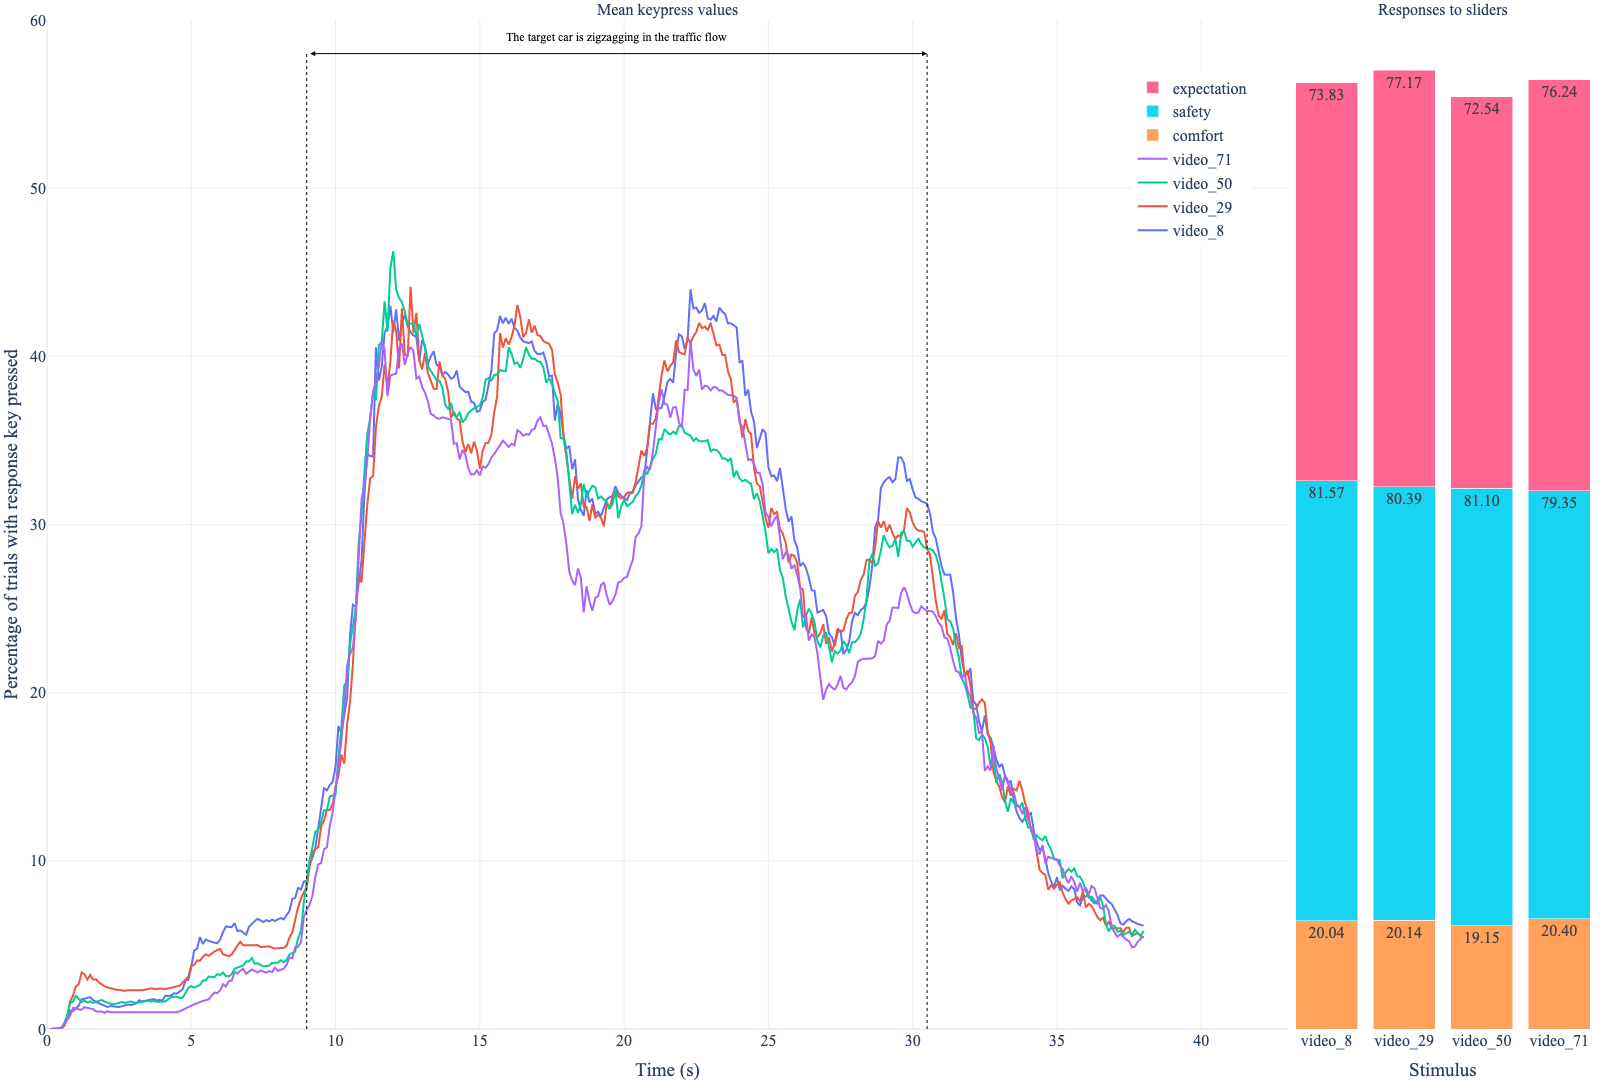 Mean keypress values
Responses to sliders
The target car is zigzagging in the traffic flow
60
50
40
30
20
10
0
Percentage of trials with response key pressed
0 5 10 15 20 25 30 35 40
Time (s)
expectation
safety
comfort
video_71
video_50
video_29
video_8
73.83 77.17 72.54 76.24
81.57 80.39 81.10 79.35
20.04 20.14 19.15 20.40
video_8 video_29 video_50 video_71
Stimulus